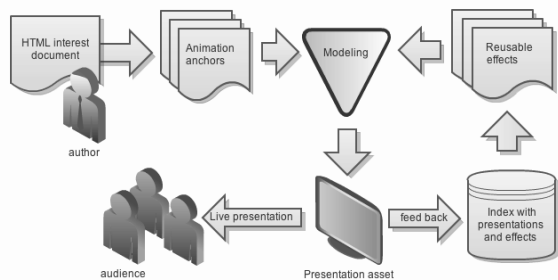 HTML interest
document
Animation
anchors
Modeling
Reusable
effects
author
Live presentation
feed back
Index with
presentations
and effects
audience
Presentation asset